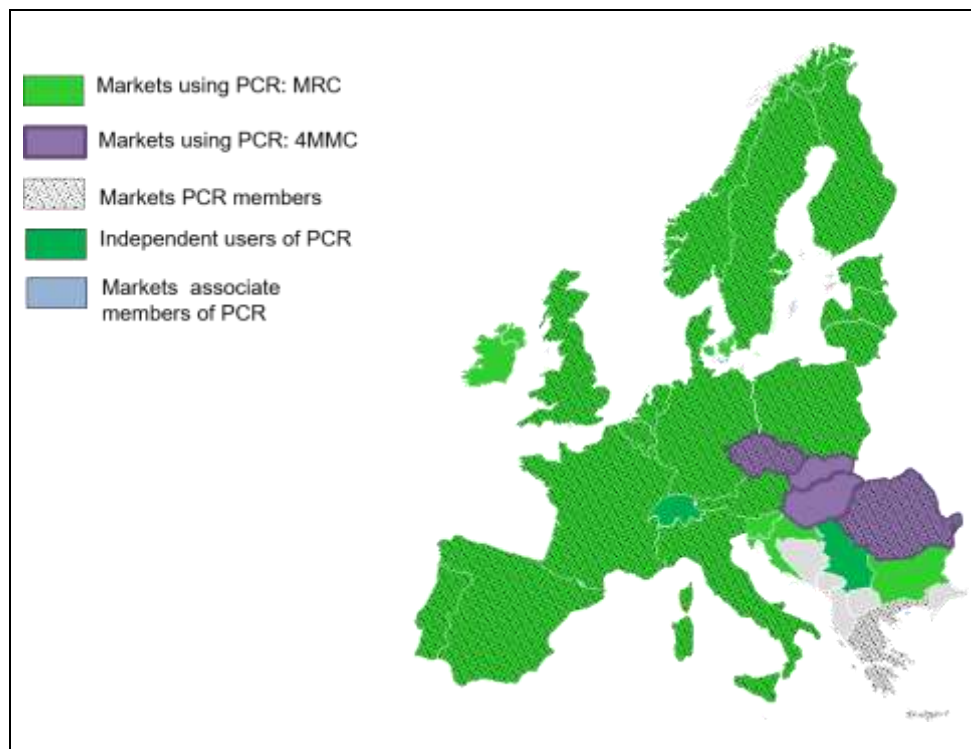 Markets using PCR: MRC
Markets using PCR: 4MMC
Markets PCR members
Independent users of PCR
Markets associate
members of PCR